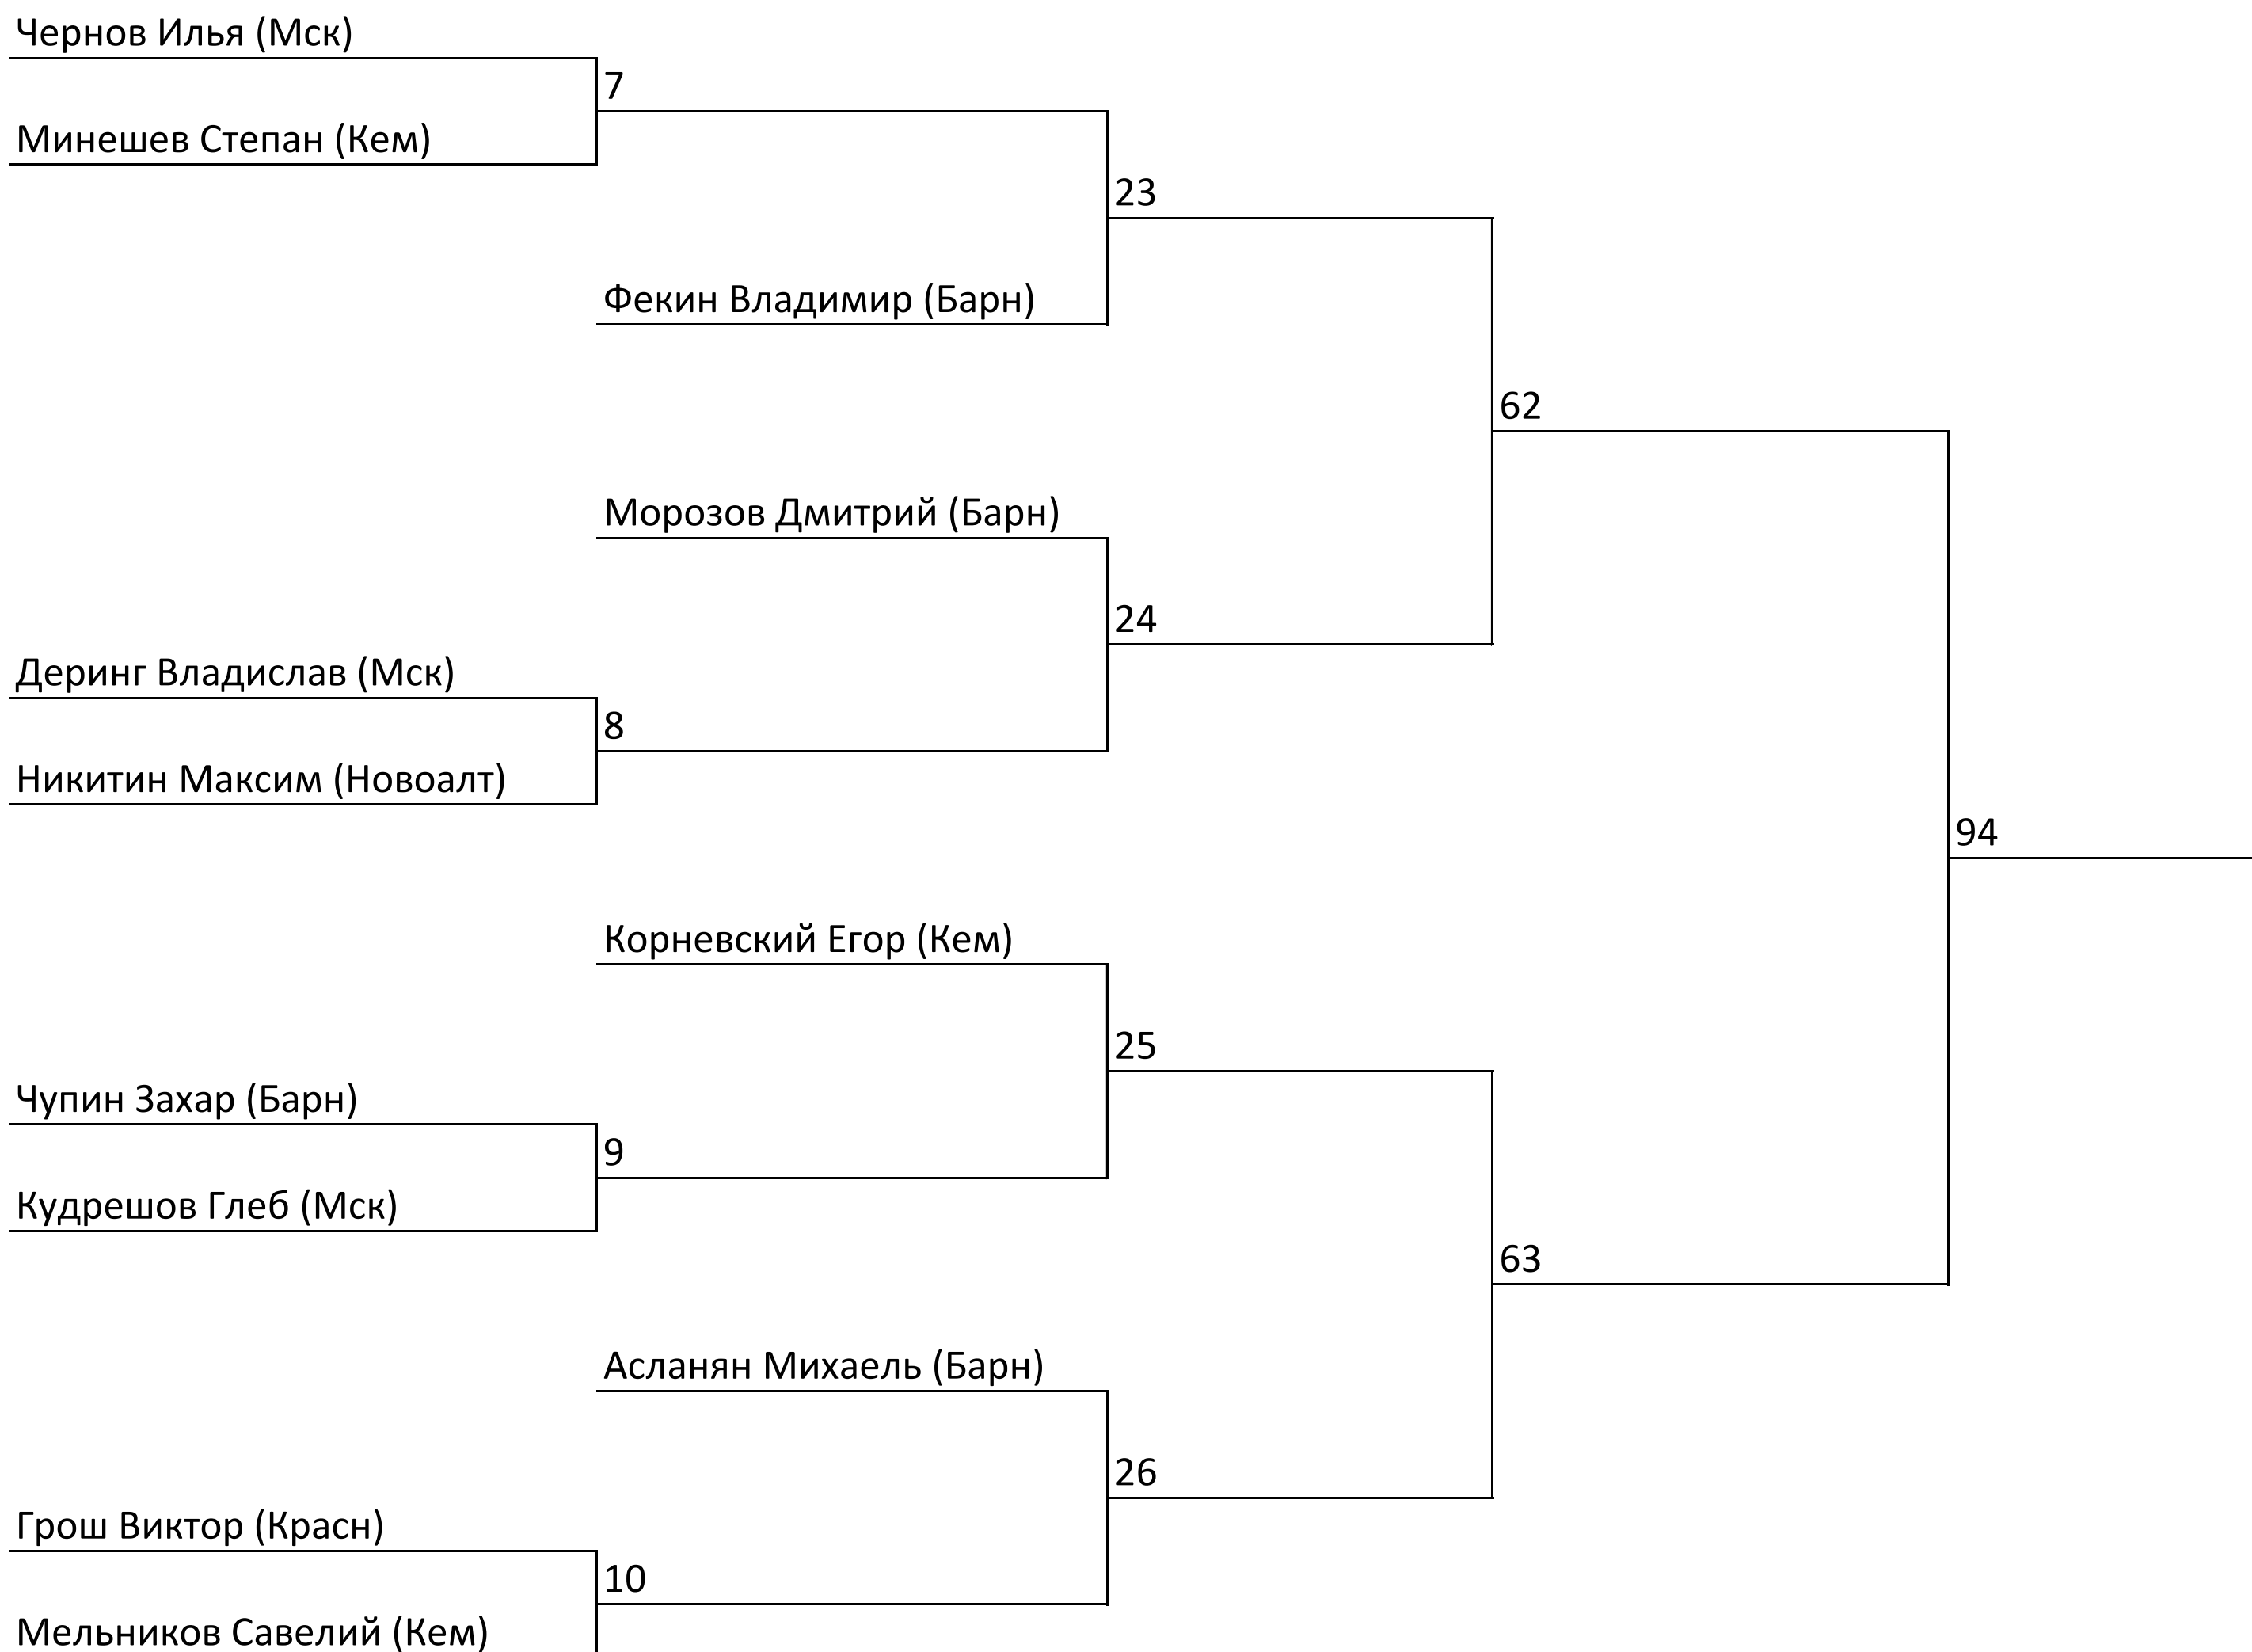 Чернов Илья (Мск)
7
Минешев Степан (Кем)
23
Фекин Владимир (Барн)
62
Морозов Дмитрий (Барн)
24
Деринг Владислав (Мск)
8
Никитин Максим (Новоалт)
94
Корневский Егор (Кем)
25
Чупин Захар (Барн)
9
Кудрешов Глеб (Мск)
63
Асланян Михаель (Барн)
26
Грош Виктор (Красн)
10
Мельников Савелий (Кем)